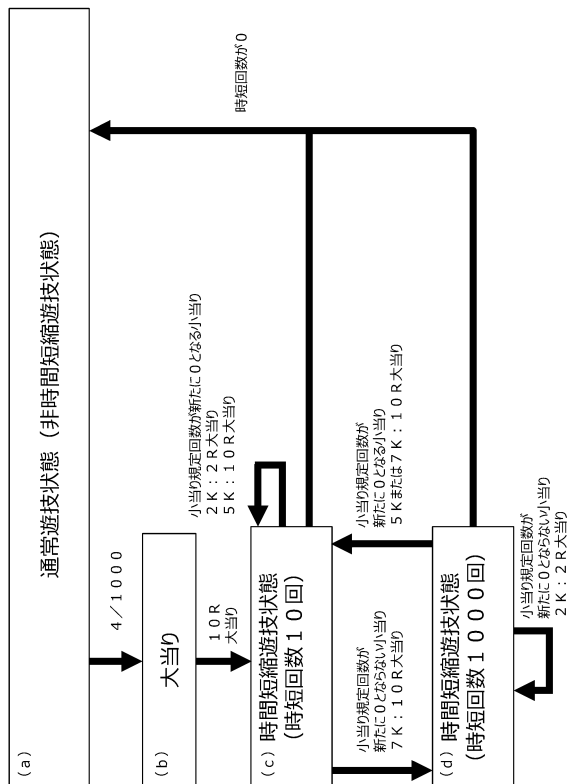 (a)
通常遊技状態（非時間短縮遊技状態）
４／１０００
(b)
大当り
１０Ｒ
大当り
(c)
時間短縮遊技状態
（時短回数１０回）
小当り規定回数が新たに０となる小当り
２Ｋ：２Ｒ大当り
５Ｋ：１０Ｒ大当り
時短回数が０
小当り規定回数が
新たに０とならない小当り
７Ｋ：１０Ｒ大当り
小当り規定回数が
新たに０となる小当り
５Ｋまたは７Ｋ：１０Ｒ大当り
(d)
時間短縮遊技状態
（時短回数１０００回）
小当り規定回数が
新たに０とならない小当り
２Ｋ：２Ｒ大当り